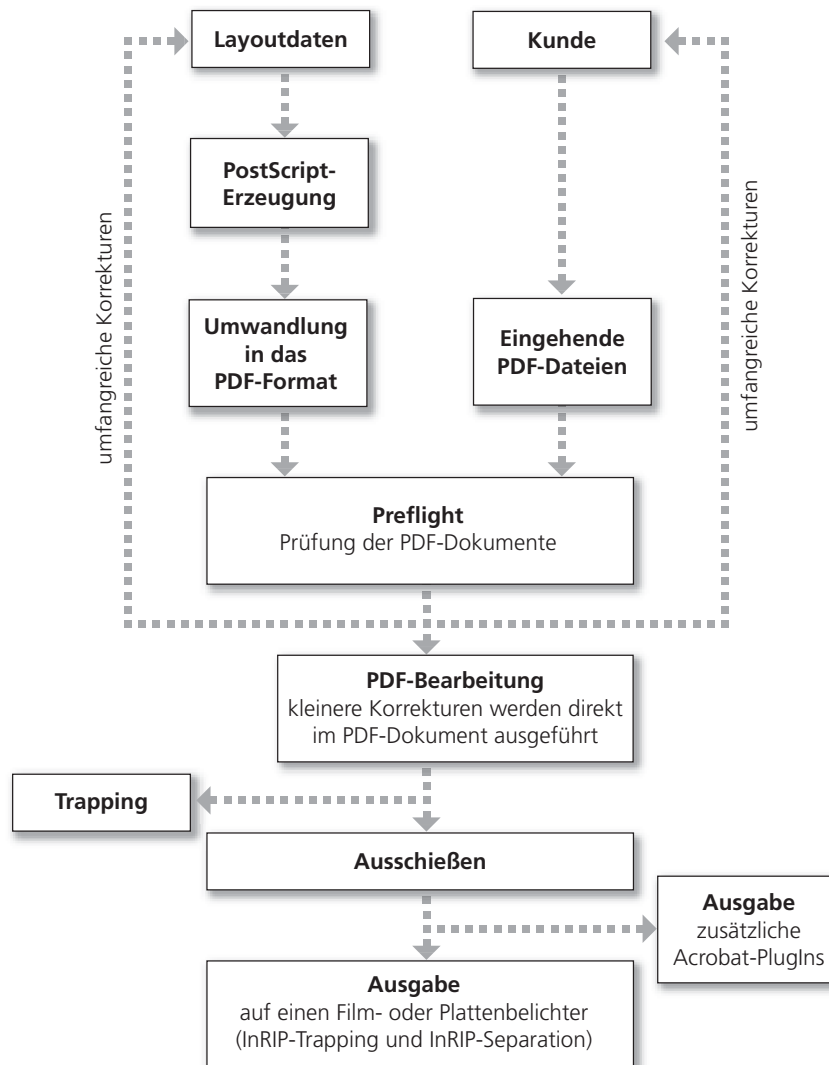 Layoutdaten
Kunde
PostScript-
Erzeugung
umfangreiche Korrekturen
umfangreiche Korrekturen
Umwandlung
in das
PDF-Format
Eingehende
PDF-Dateien
Preflight
Prüfung der PDF-Dokumente
PDF-Bearbeitung
kleinere Korrekturen werden direkt
im PDF-Dokument ausgeführt
Trapping
Ausschießen
Ausgabe
zusätzliche
Acrobat-PlugIns
Ausgabe
auf einen Film- oder Plattenbelichter
(InRIP-Trapping und InRIP-Separation)